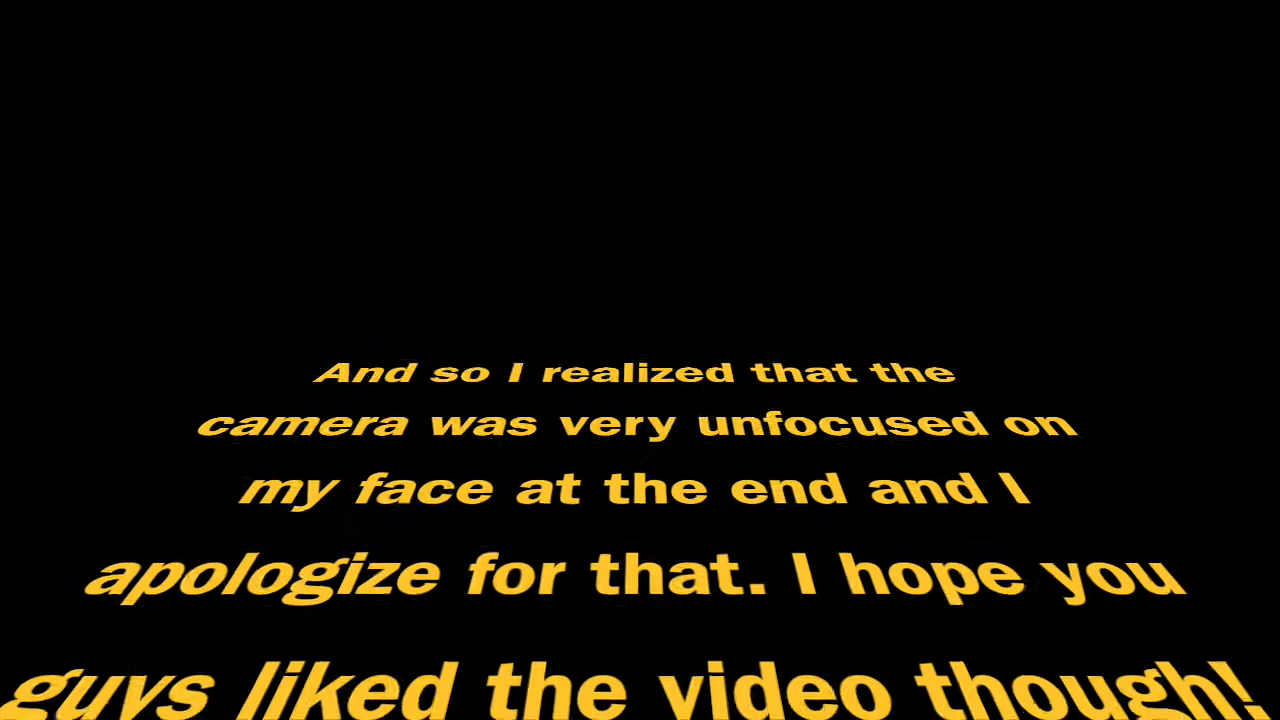 And so I realized that the
camera was very unfocused on
my face at the end and I
apologize for that. I hope you
guys liked the video though!